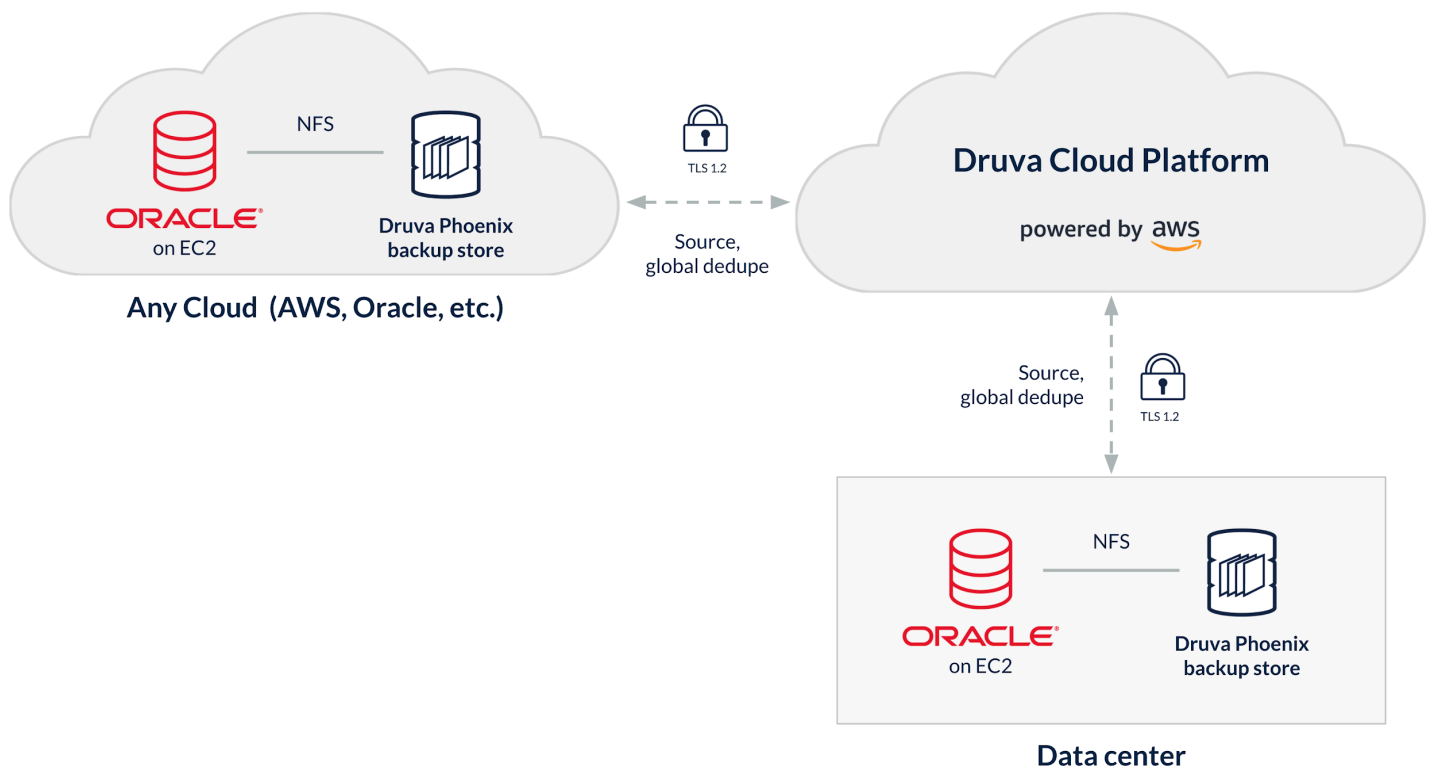 NFS
ORACLE®
on EC2
Druva Phoenix
backup store
Any Cloud (AWS, Oracle, etc.)
TLS 1.2
Source,
global dedupe
Druva Cloud Platform
powered by aws
Source,
global dedupe
TLS 1.2
NFS
ORACLE®
on EC2
Druva Phoenix
backup store
Data center